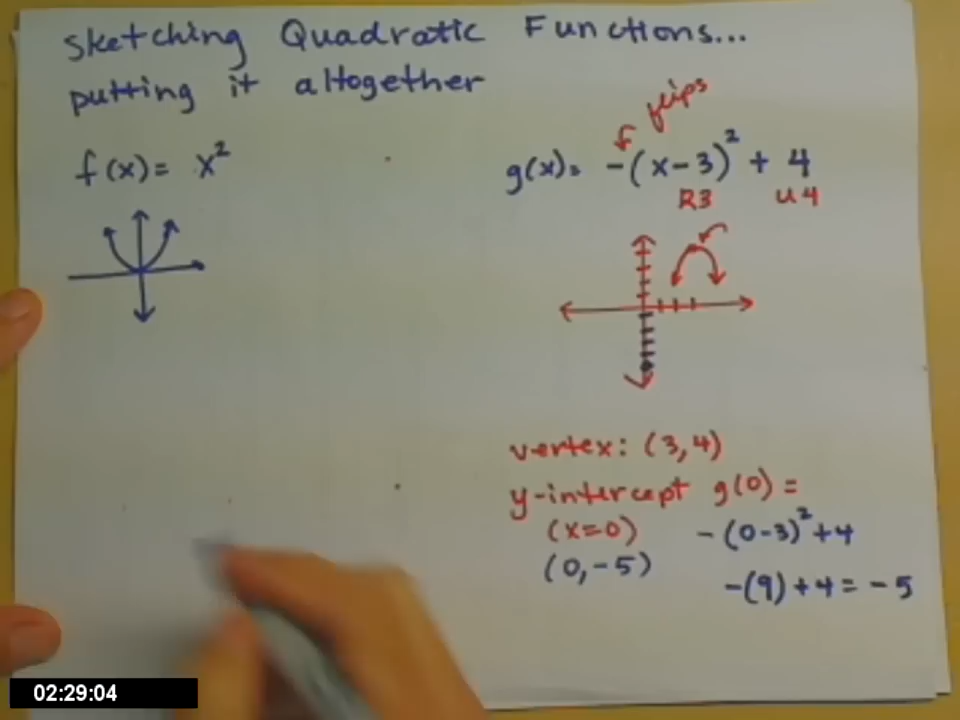 Sketching Quadratic Functions...
putting it altogether
f(x) = x²
flips
g(x) = -(x-3)² + 4
R3 U4
vertex: (3,4)
y-intercept g(0) =
(x=0) -(0-3)²+4
(0,-5) -(9)+4=-5
02:29:04